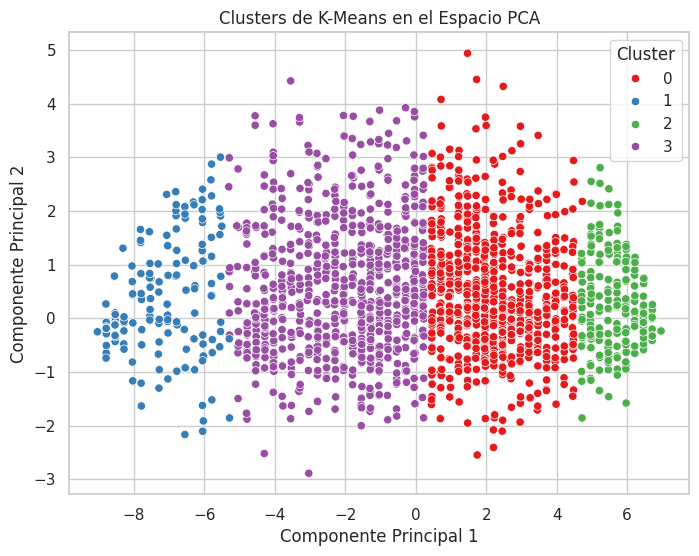 Clusters de K-Means en el Espacio PCA
Cluster
0
1
2
3
5
4
3
2
1
0
−1
−2
−3
Componente Principal 2
−8 −6 −4 −2 0 2 4 6
Componente Principal 1